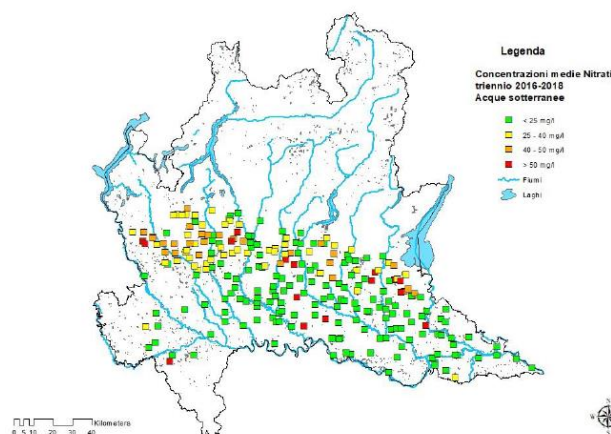 Legenda
Concentrazioni medie Nitrati
triennio 2016-2018
Acque sotterranee
< 25 mg/l
25 - 40 mg/l
40 - 50 mg/l
> 50 mg/l
Fiumi
Laghi
Kilometers
0 5 10 20 30 40
W